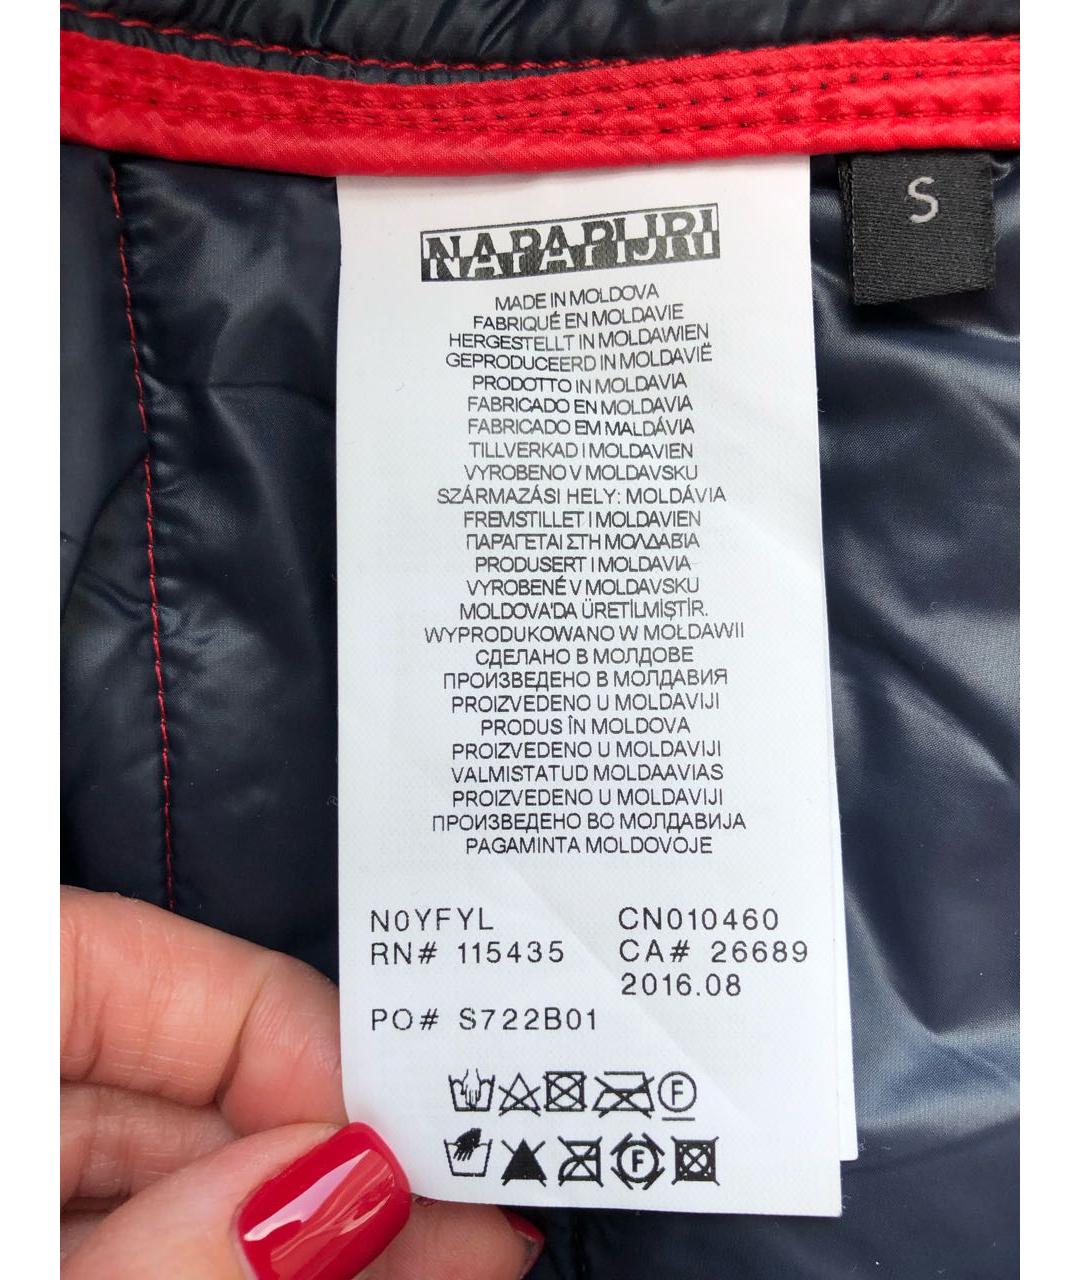 NAPAPIJRI
S
MADE IN MOLDOVA
FABRIQUÉ EN MOLDAVIE
HERGESTELLT IN MOLDAWIEN
GEPRODUCEERD IN MOLDAVIË
PRODOTTO IN MOLDAVIA
FABRICADO EN MOLDAVIA
FABRICADO EM MALDÁVIA
TILLVERKAD I MOLDAVIEN
VYROBENO V MOLDAVSKU
SZÁRMAZÁSI HELY: MOLDÁVIA
FREMSTILLET I MOLDAVIEN
ΠΑΡΑΓΕΤΑΙ ΣΤΗ ΜΟΛΔΑΒΙΑ
PRODUSERT I MOLDAVIA
VYROBENÉ V MOLDAVSKU
MOLDOVA'DA ÜRETİLMİŞTİR.
WYPRODUKOWANO W MOŁDAWII
СДЕЛАНО В МОЛДОВЕ
ПРОИЗВЕДЕНО В МОЛДАВИЯ
PROIZVEDENO U MOLDAVIJI
PRODUS ÎN MOLDOVA
PROIZVEDENO U MOLDAVIJI
VALMISTATUD MOLDAAVIAS
PROIZVEDENO U MOLDAVIJI
ПРОИЗВЕДЕНО ВО МОЛДАВИЈА
PAGAMINTA MOLDOVOJE
N0YFYL CN010460
RN# 115435 CA# 26689
2016.08
PO# S722B01
F
F